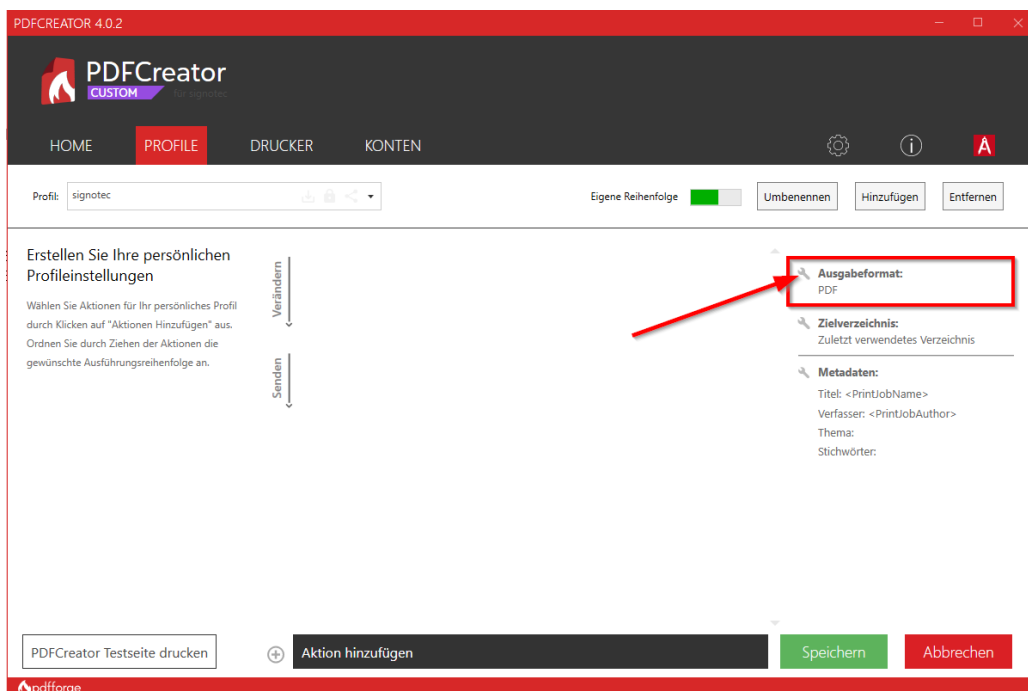 PDFCREATOR 4.0.2
PDFCreator
CUSTOM für signotec
HOME PROFILE DRUCKER KONTEN
Profil: signotec
Eigene Reihenfolge Umbenennen Hinzufügen Entfernen
Erstellen Sie Ihre persönlichen
Profileinstellungen
Wählen Sie Aktionen für Ihr persönliches Profil
durch Klicken auf "Aktionen Hinzufügen" aus.
Ordnen Sie durch Ziehen der Aktionen die
gewünschte Ausführungsreihenfolge an.
Verändern
Senden
Ausgabeformat:
PDF
Zielverzeichnis:
Zuletzt verwendetes Verzeichnis
Metadaten:
Titel: <PrintJobName>
Verfasser: <PrintJobAuthor>
Thema:
Stichwörter:
PDFCreator Testseite drucken
Aktion hinzufügen
Speichern
Abbrechen
pdfforge